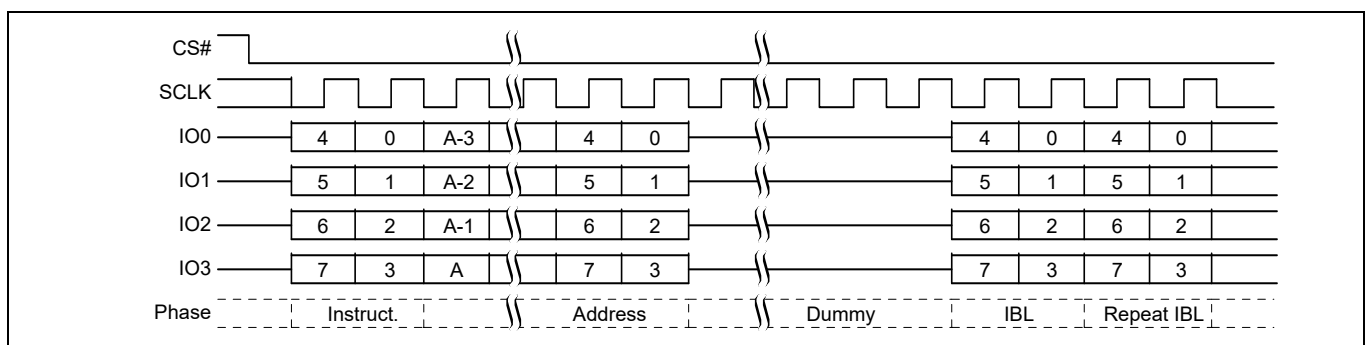 CS#
SCLK
IO0 4 0 A-3 4 0 4 0 4 0
IO1 5 1 A-2 5 1 5 1 5 1
IO2 6 2 A-1 6 2 6 2 6 2
IO3 7 3 A 7 3 7 3 7 3
Phase Instruct. Address Dummy IBL Repeat IBL